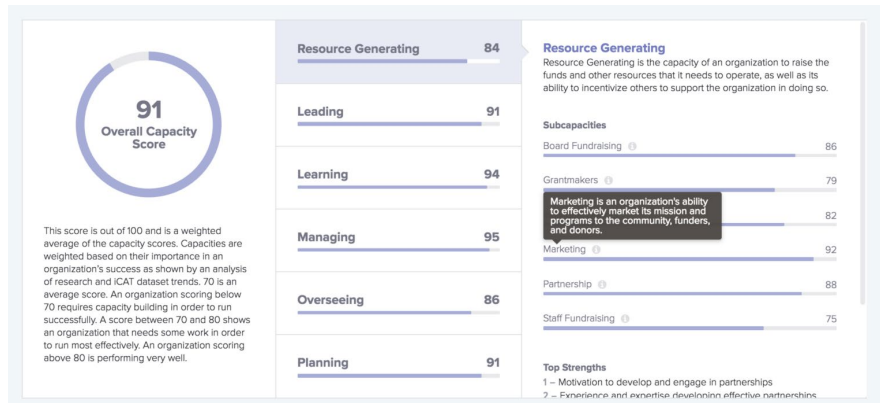 91
Overall Capacity
Score
This score is out of 100 and is a weighted
average of the capacity scores. Capacities are
weighted based on their importance in an
organization's success as shown by an analysis
of research and iCAT dataset trends. 70 is an
average score. An organization scoring below
70 requires capacity building in order to run
successfully. A score between 70 and 80 shows
an organization that needs some work in order
to run most effectively. An organization scoring
above 80 is performing very well.
Resource Generating 84
Leading 91
Learning 94
Managing 95
Overseeing 86
Planning 91
Resource Generating
Resource Generating is the capacity of an organization to raise the
funds and other resources that it needs to operate, as well as its
ability to incentivize others to support the organization in doing so.
Subcapacities
Board Fundraising 86
Grantmakers 79
Marketing is an organization's ability
to effectively market its mission and
programs to the community, funders,
and donors.
82
Marketing 92
Partnership 88
Staff Fundraising 75
Top Strengths
1 – Motivation to develop and engage in partnerships
2 – Experience and expertise developing effective partnerships